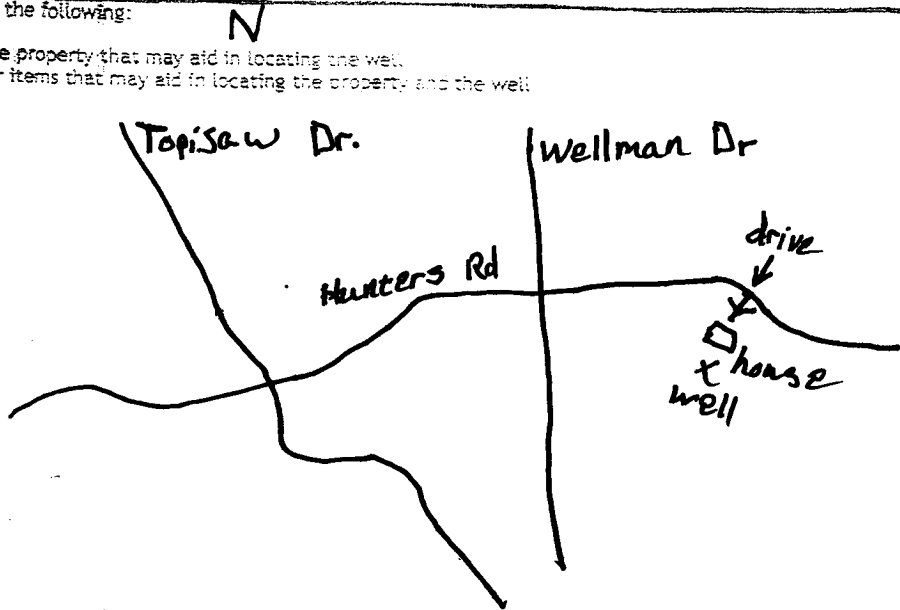 the following:
N
e property that may aid in locating the well
r items that may aid in locating the property and the well
Topisaw Dr.
Wellman Dr
drive
Hunters Rd
house
x
well